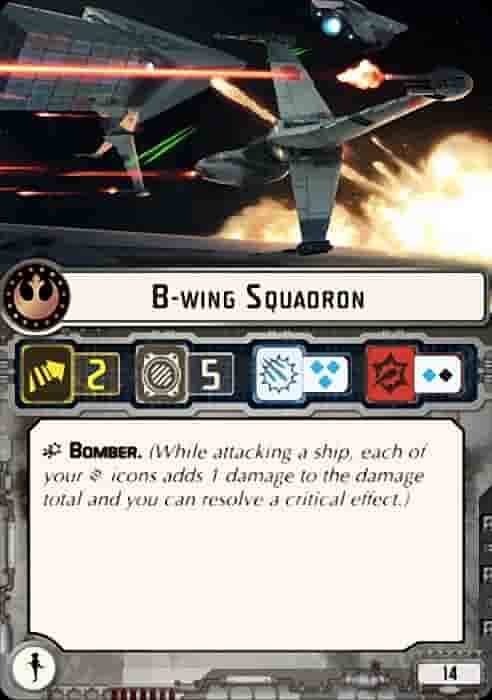 B-wing Squadron
2 5
Bomber. (While attacking a ship, each of
your icons adds 1 damage to the damage
total and you can resolve a critical effect.)
14